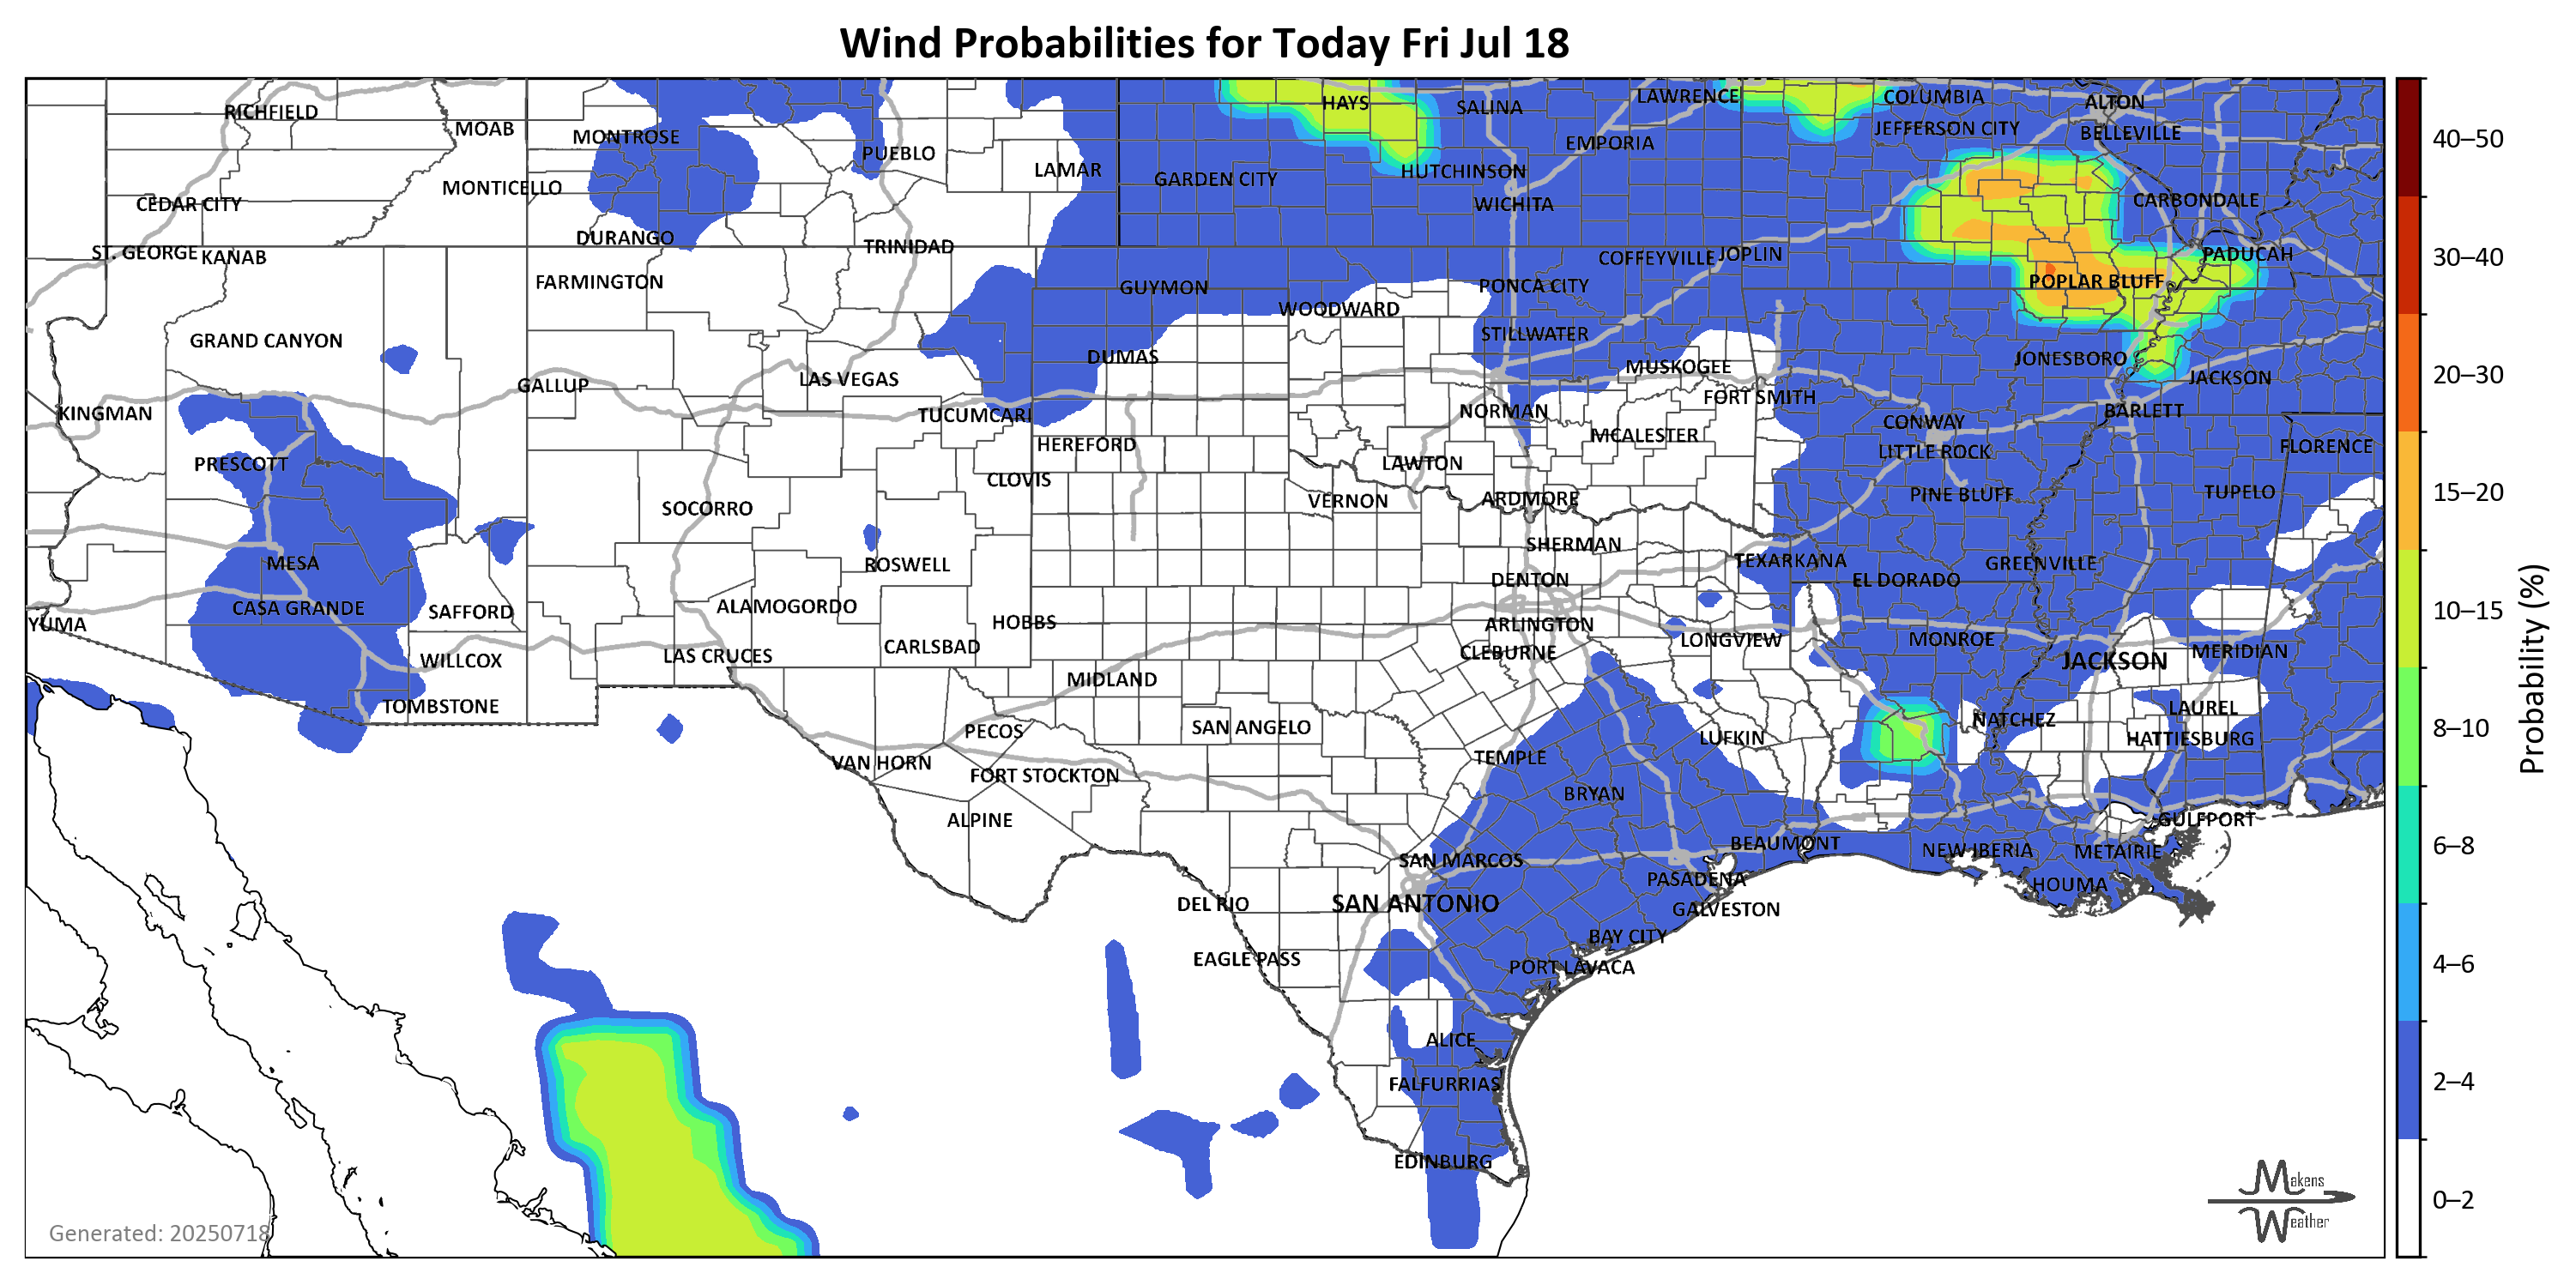 Wind Probabilities for Today Fri Jul 18
RICHFIELD
MOAB
MONTROSE
PUEBLO
LAMAR
HAYS
SALINA
LAWRENCE
COLUMBIA
ALTON
JEFFERSON CITY
BELLEVILLE
EMPORIA
GARDEN CITY
HUTCHINSON
WICHITA
MONTICELLO
CEDAR CITY
CARBONDALE
DURANGO
TRINIDAD
ST. GEORGE
KANAB
COFFEYVILLE
JOPLIN
PADUCAH
FARMINGTON
GUYMON
PONCA CITY
POPLAR BLUFF
WOODWARD
GRAND CANYON
STILLWATER
DUMAS
MUSKOGEE
JONESBORO
JACKSON
LAS VEGAS
GALLUP
KINGMAN
TUCUMCARI
NORMAN
FORT SMITH
BARLETT
CONWAY
HEREFORD
MCALESTER
LITTLE ROCK
FLORENCE
PRESCOTT
CLOVIS
LAWTON
PINE BLUFF
TUPELO
SOCORRO
VERNON
ARDMORE
MESA
ROSWELL
SHERMAN
TEXARKANA
GREENVILLE
DENTON
EL DORADO
CASA GRANDE
SAFFORD
ALAMOGORDO
HOBBS
ARLINGTON
YUMA
LONGVIEW
MONROE
WILLCOX
LAS CRUCES
CARLSBAD
CLEBURNE
JACKSON
MERIDIAN
TOMBSTONE
MIDLAND
PECOS
SAN ANGELO
LUFKIN
NATCHEZ
LAUREL
HATTIESBURG
VAN HORN
FORT STOCKTON
TEMPLE
BRYAN
ALPINE
GULFPORT
SAN MARCOS
BEAUMONT
NEW IBERIA
METAIRIE
PASADENA
HOUMA
DEL RIO
SAN ANTONIO
GALVESTON
BAY CITY
EAGLE PASS
PORT LAVACA
ALICE
FALFURRIAS
EDINBURG
Generated: 20250718
Makens
Weather
40–50
30–40
20–30
15–20
10–15
8–10
6–8
4–6
2–4
0–2
Probability (%)